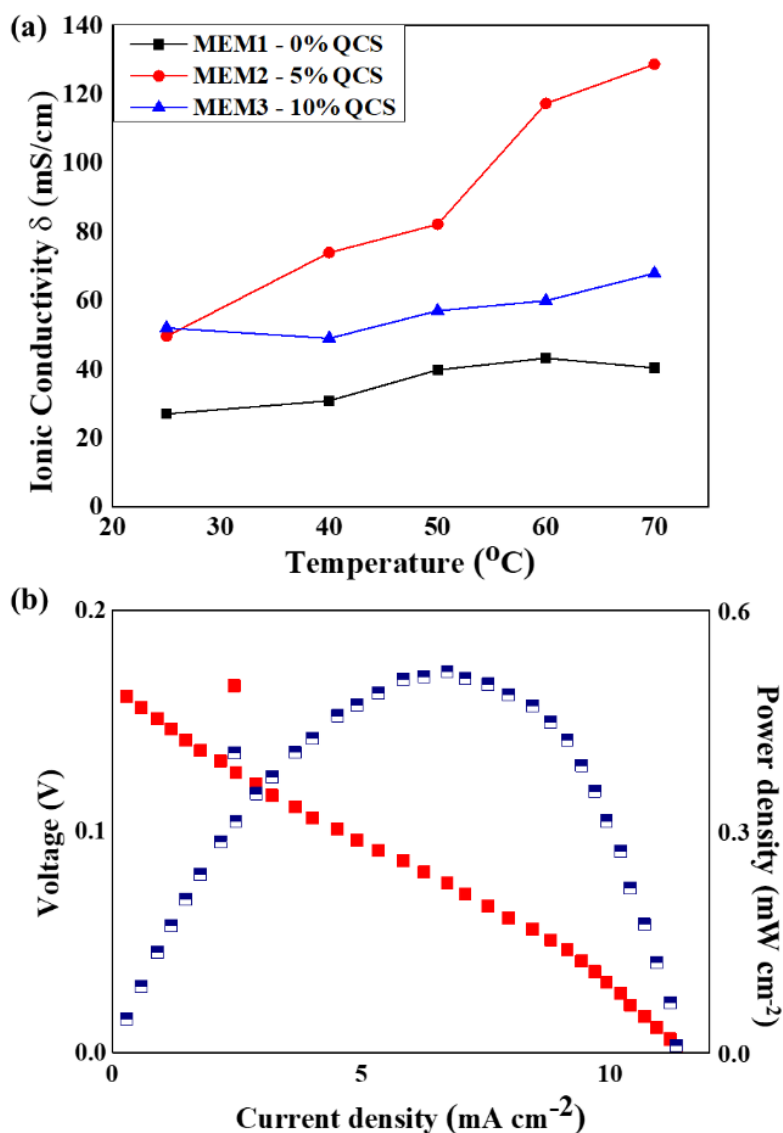 (a)
MEM1 - 0% QCS
MEM2 - 5% QCS
MEM3 - 10% QCS
Ionic Conductivity δ (mS/cm)
140
120
100
80
60
40
20
0
20 30 40 50 60 70
Temperature (°C)
(b)
Voltage (V)
0.2
0.1
0.0
0.6
0.3
0.0
Power density (mW cm⁻²)
0 5 10
Current density (mA cm⁻²)